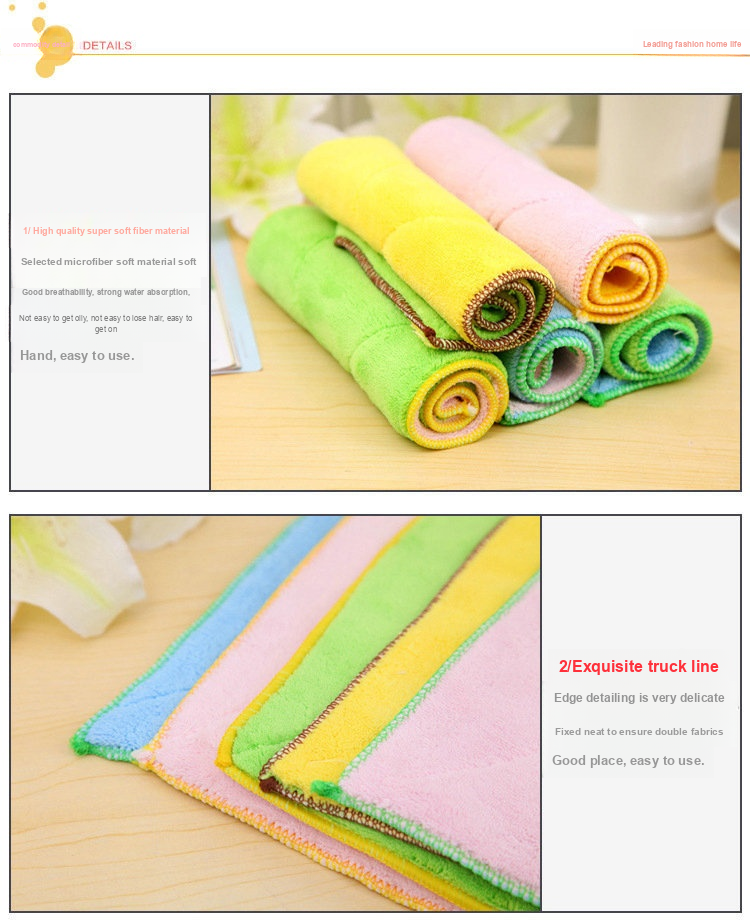 DETAILS
Leading fashion home life
1/ High quality super soft fiber material
Selected microfiber soft material soft
Good breathability, strong water absorption,
Not easy to get oily, not easy to lose hair, easy to
get on
Hand, easy to use.
2/Exquisite truck line
Edge detailing is very delicate
Fixed neat to ensure double fabrics
Good place, easy to use.